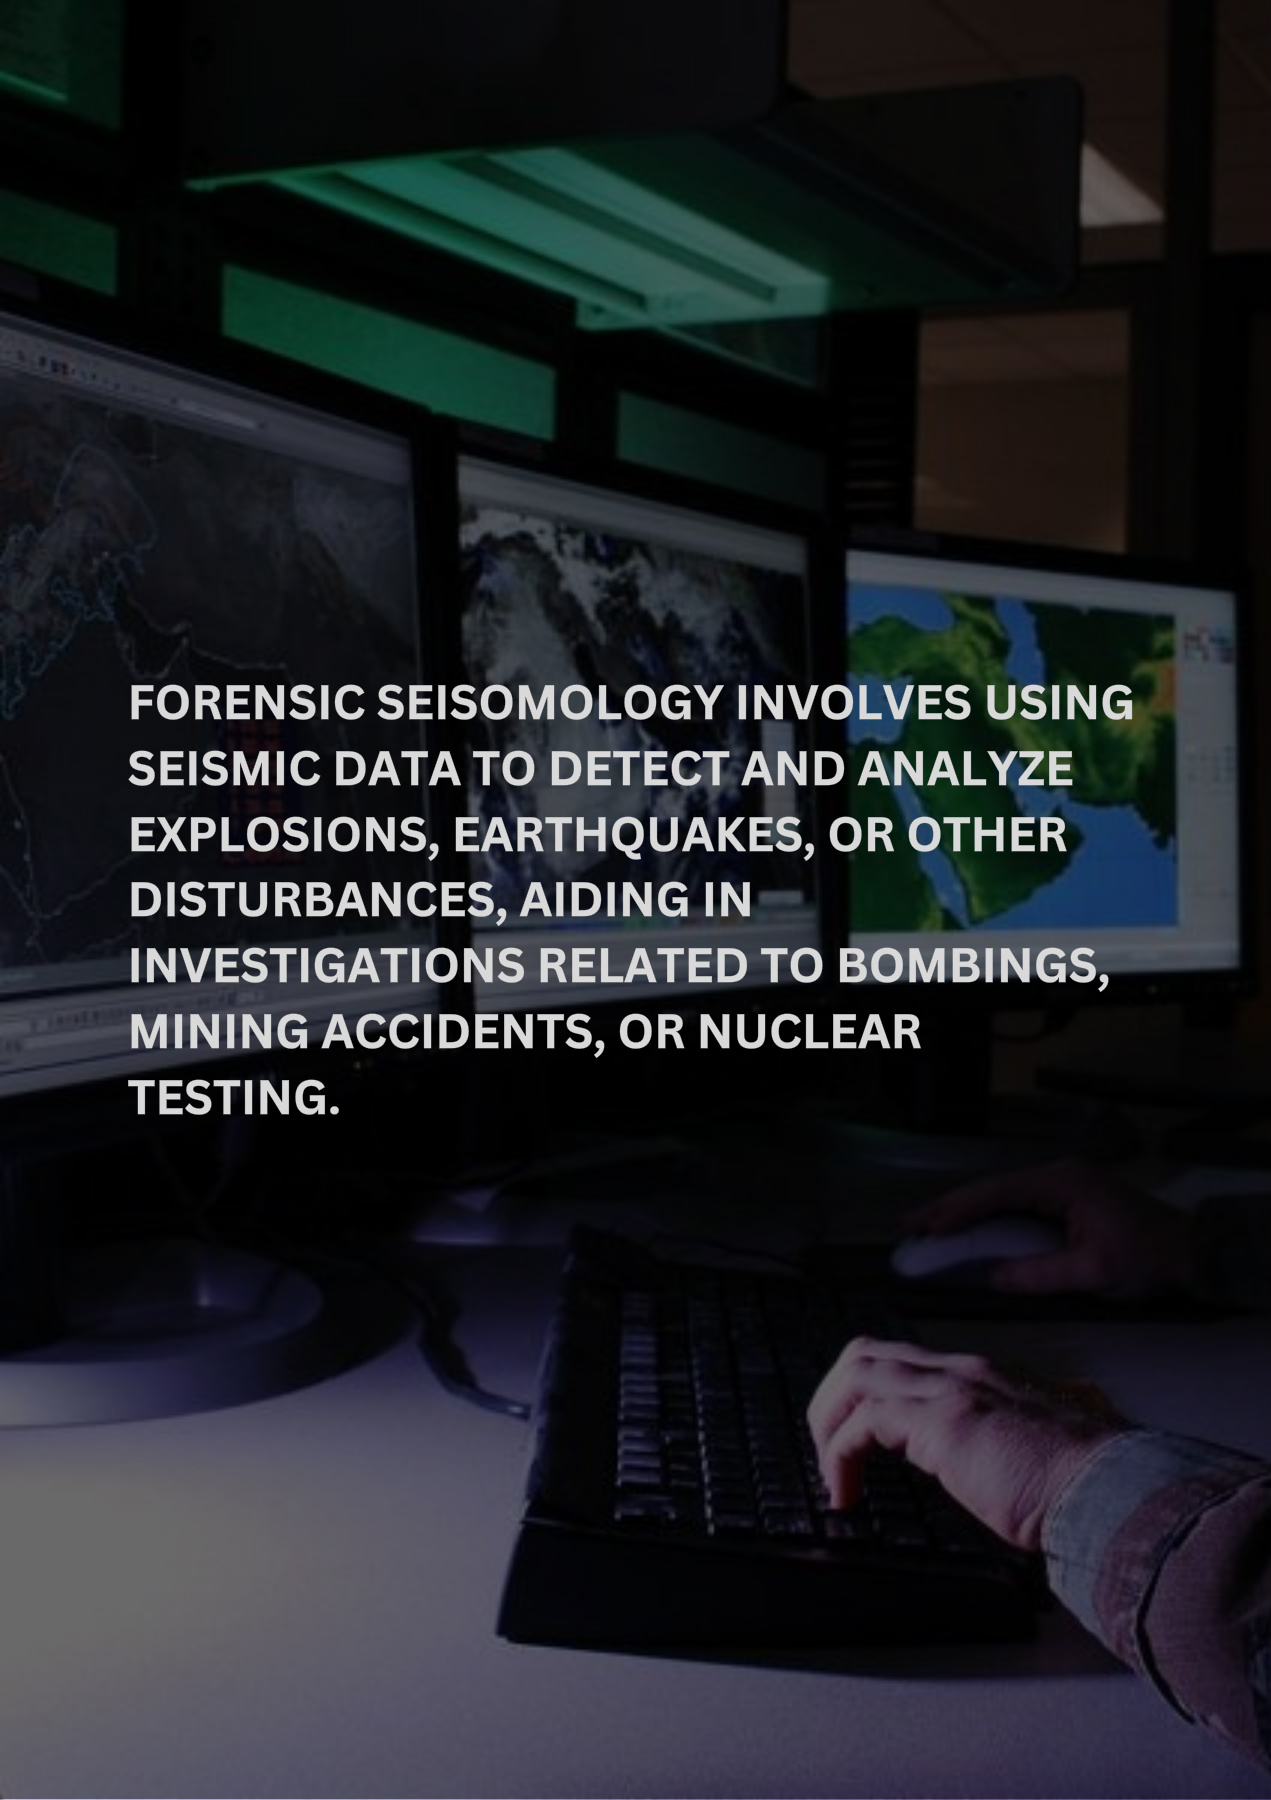 FORENSIC SEISOMOLOGY INVOLVES USING
SEISMIC DATA TO DETECT AND ANALYZE
EXPLOSIONS, EARTHQUAKES, OR OTHER
DISTURBANCES, AIDING IN
INVESTIGATIONS RELATED TO BOMBINGS,
MINING ACCIDENTS, OR NUCLEAR
TESTING.